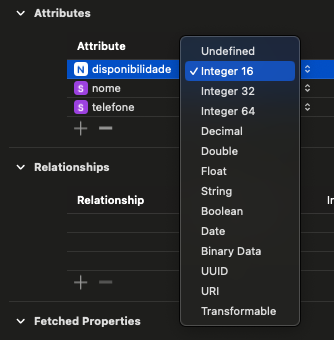 Attributes
Attribute
N disponibilidade
S nome
S telefone
Undefined
✓ Integer 16
Integer 32
Integer 64
Decimal
Double
Float
String
Boolean
Date
Binary Data
UUID
URI
Transformable
Relationships
Relationship
Fetched Properties